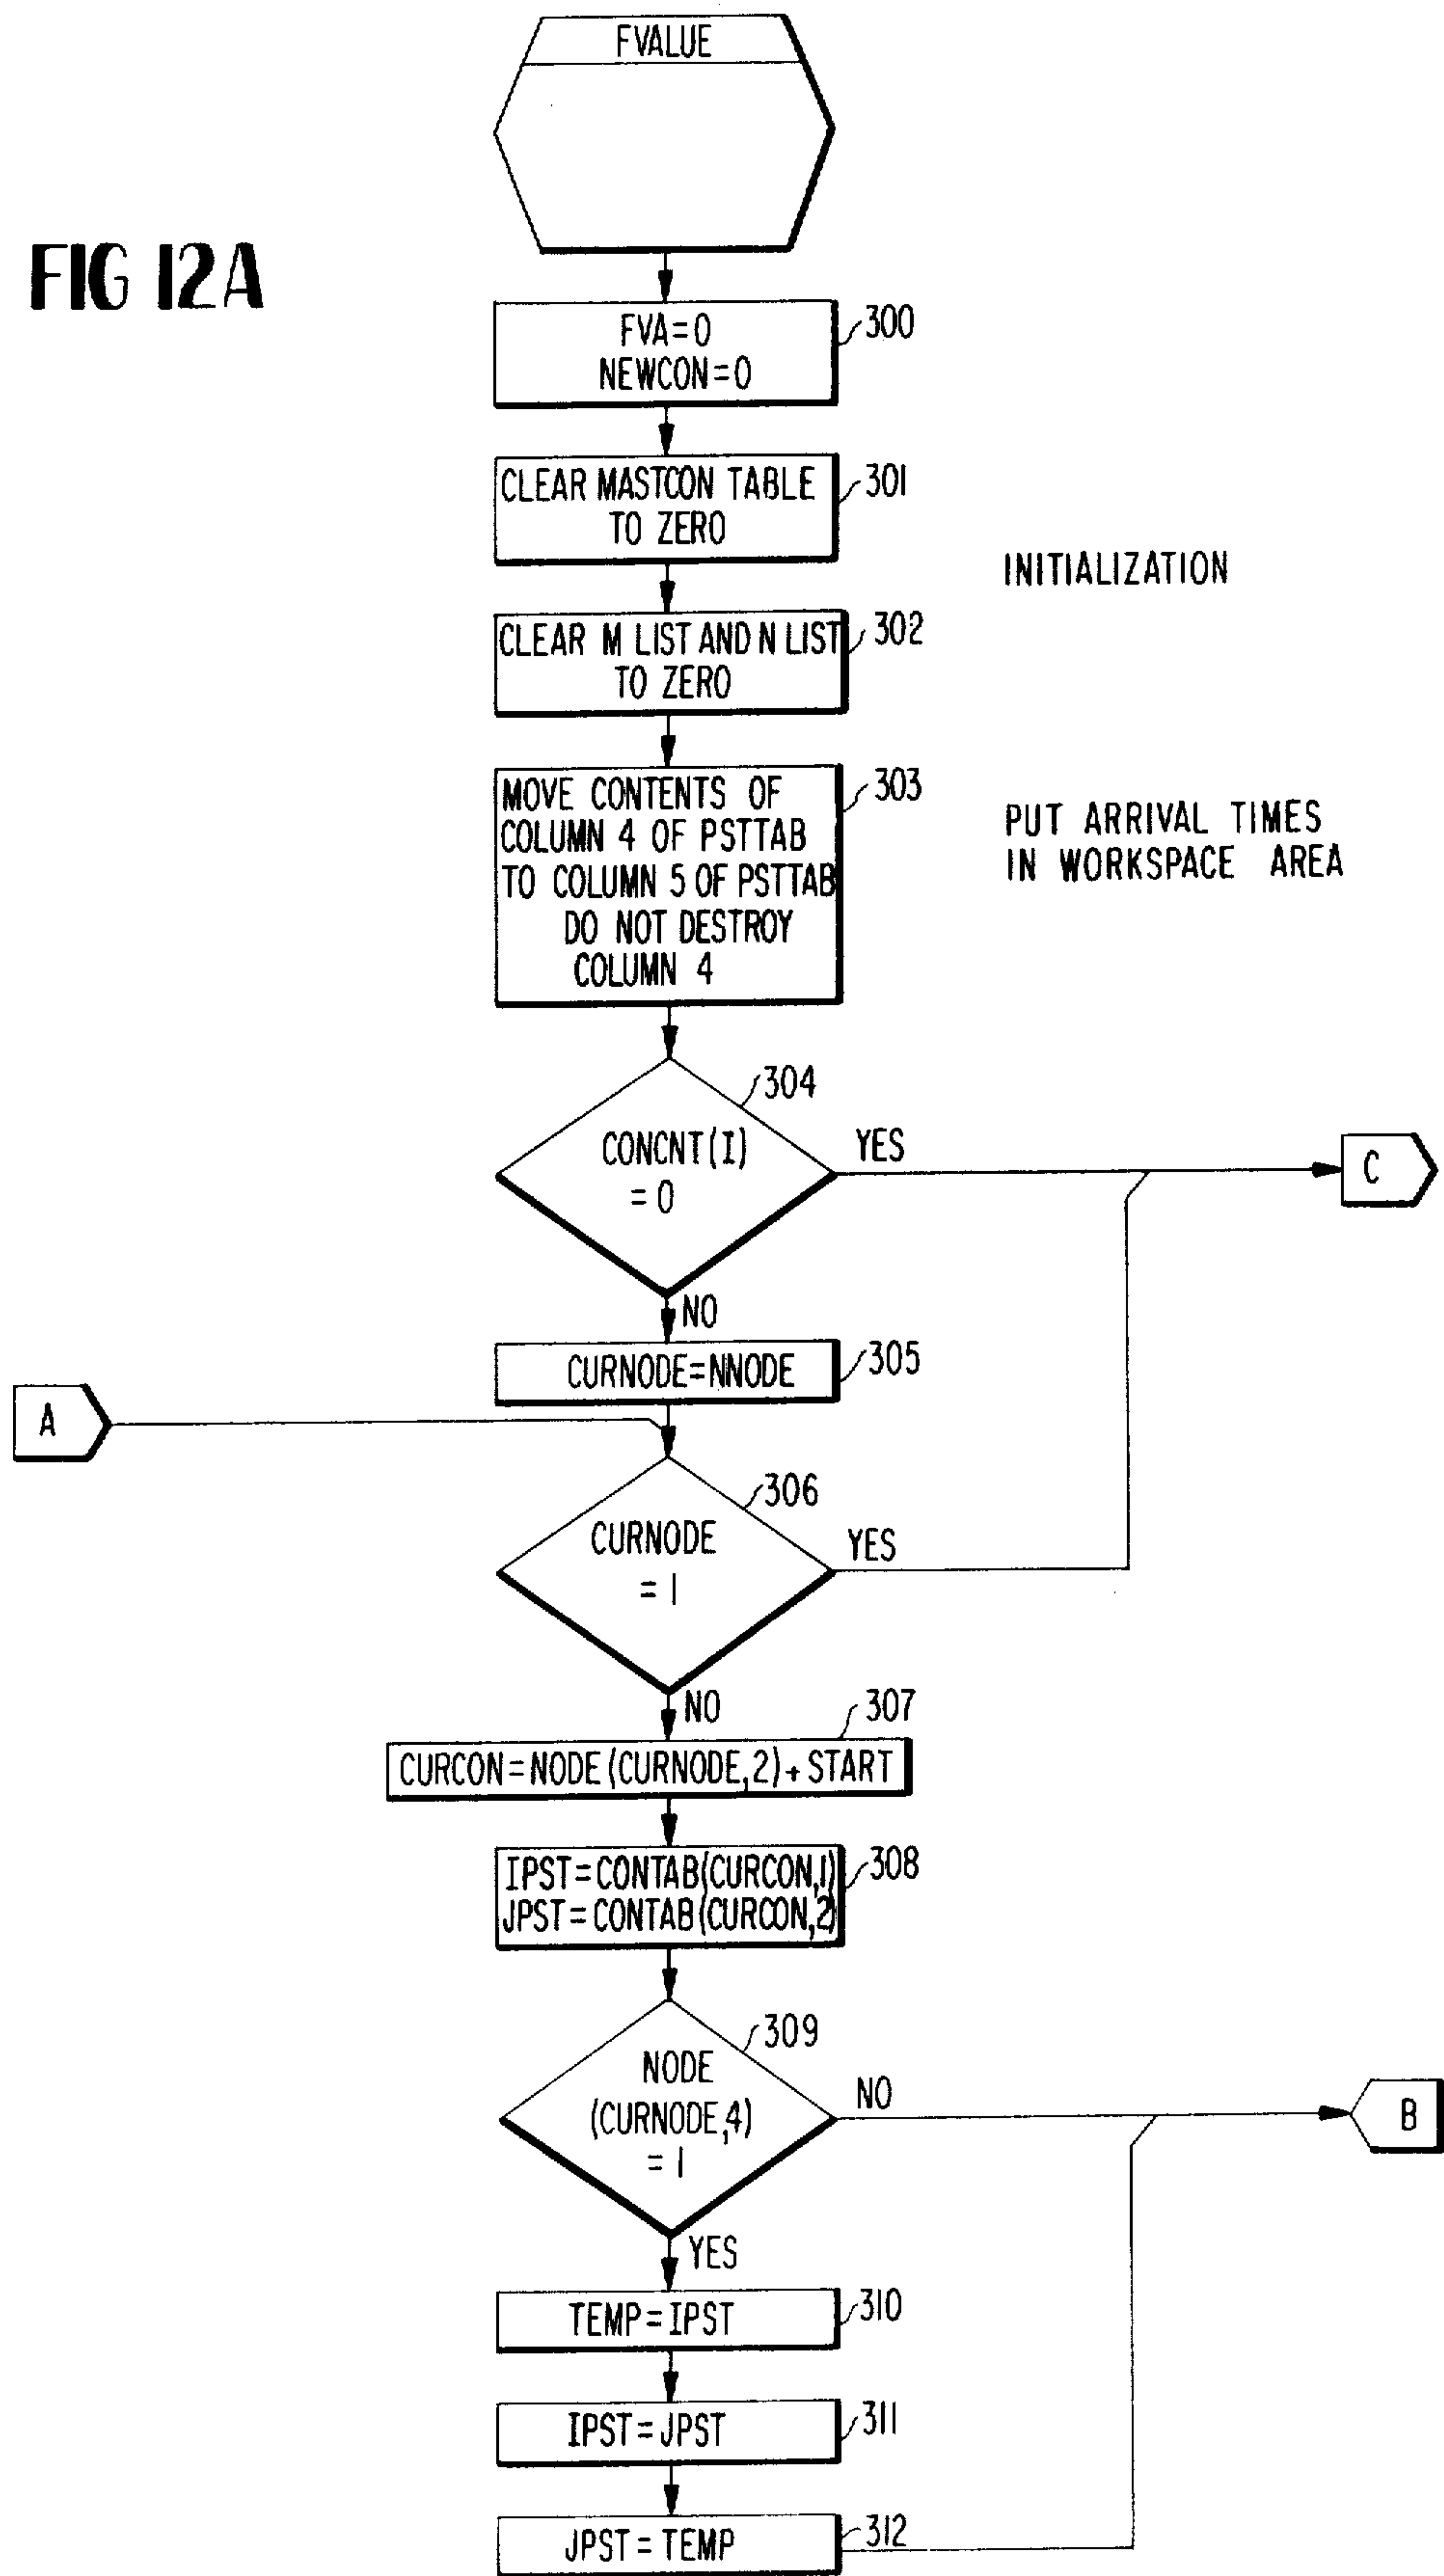 FVALUE
FIG 12A
FVA=0
NEWCON=0
300
CLEAR MASTCON TABLE
TO ZERO
301
INITIALIZATION
CLEAR M LIST AND N LIST
TO ZERO
302
MOVE CONTENTS OF
COLUMN 4 OF PSTTAB
TO COLUMN 5 OF PSTTAB
DO NOT DESTROY
COLUMN 4
303
PUT ARRIVAL TIMES
IN WORKSPACE AREA
304
CONCNT(I)
=0
YES
C
NO
CURNODE=NNODE
305
A
306
CURNODE
=1
YES
NO
307
CURCON=NODE(CURNODE,2)+START
IPST=CONTAB(CURCON,1)
JPST=CONTAB(CURCON,2)
308
309
NODE
(CURNODE,4)
=1
NO
B
YES
TEMP=IPST
310
IPST=JPST
311
JPST=TEMP
312